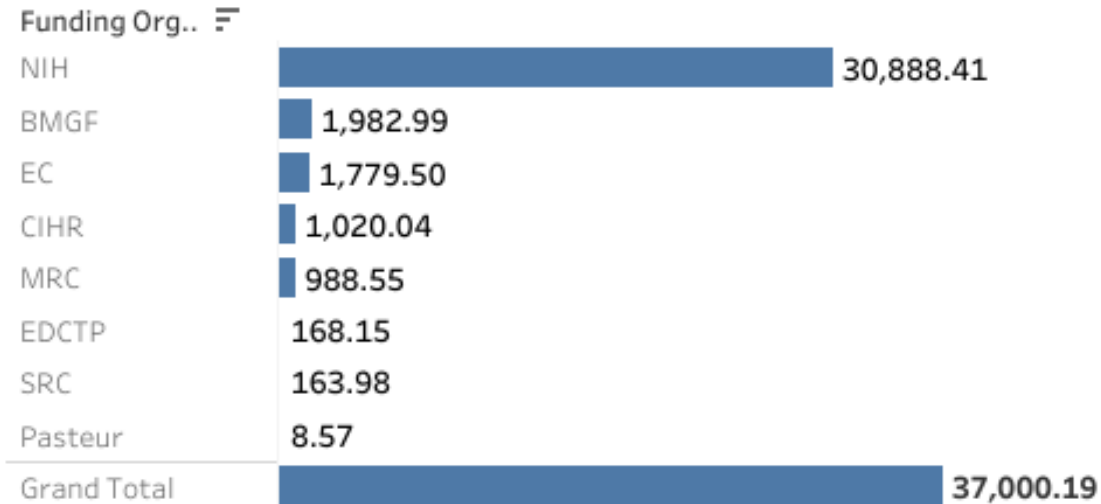 Funding Org..
NIH 30,888.41
BMGF 1,982.99
EC 1,779.50
CIHR 1,020.04
MRC 988.55
EDCTP 168.15
SRC 163.98
Pasteur 8.57
Grand Total 37,000.19